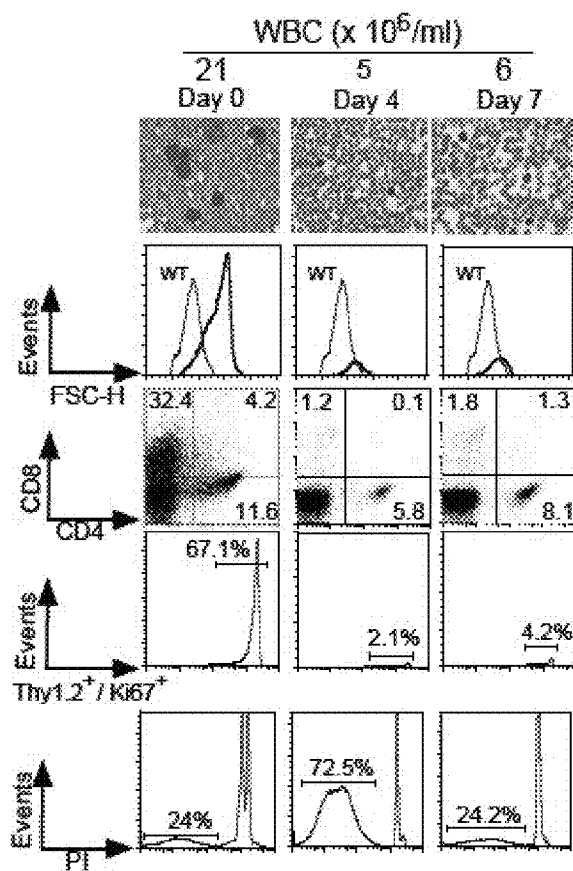 WBC (x 10⁶/ml)
21 5 6
Day 0 Day 4 Day 7
WT WT WT
Events
FSC-H
32.4 4.2 1.2 0.1 1.8 1.3
CD8
11.6 5.8 8.1
CD4
67.1% 2.1% 4.2%
Events
Thy1.2⁺ / Ki67⁺
24% 72.5% 24.2%
Events
PI